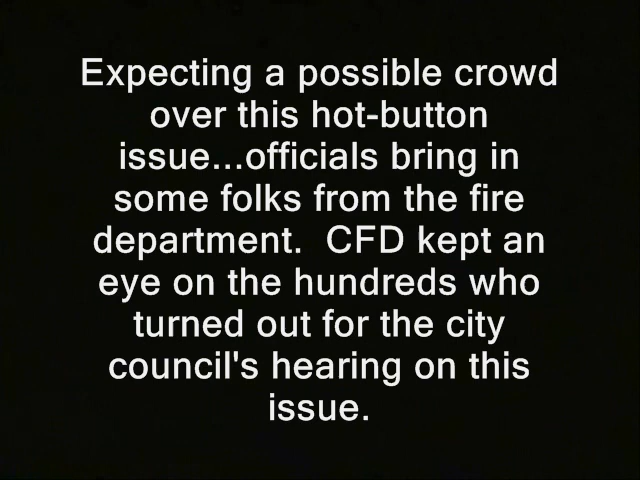 Expecting a possible crowd
over this hot-button
issue...officials bring in
some folks from the fire
department.  CFD kept an
eye on the hundreds who
turned out for the city
council's hearing on this
issue.